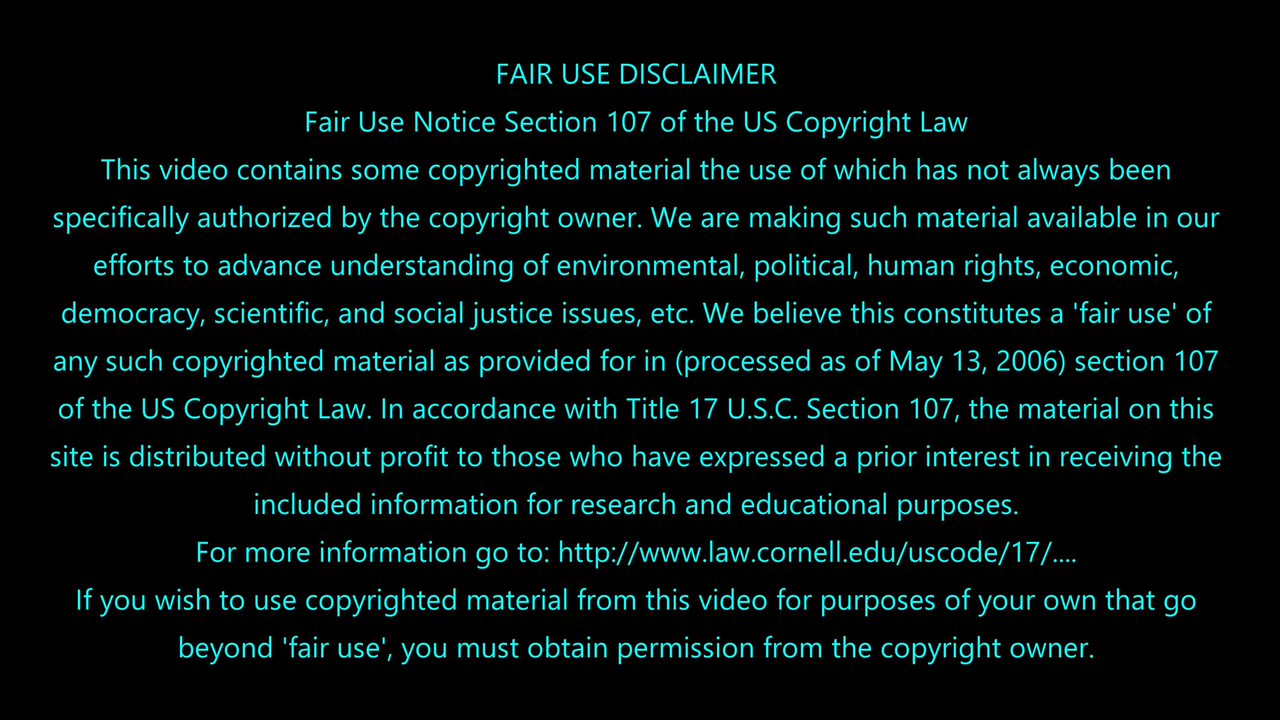 FAIR USE DISCLAIMER
Fair Use Notice Section 107 of the US Copyright Law
This video contains some copyrighted material the use of which has not always been
specifically authorized by the copyright owner. We are making such material available in our
efforts to advance understanding of environmental, political, human rights, economic,
democracy, scientific, and social justice issues, etc. We believe this constitutes a 'fair use' of
any such copyrighted material as provided for in (processed as of May 13, 2006) section 107
of the US Copyright Law. In accordance with Title 17 U.S.C. Section 107, the material on this
site is distributed without profit to those who have expressed a prior interest in receiving the
included information for research and educational purposes.
For more information go to: http://www.law.cornell.edu/uscode/17/....
If you wish to use copyrighted material from this video for purposes of your own that go
beyond 'fair use', you must obtain permission from the copyright owner.